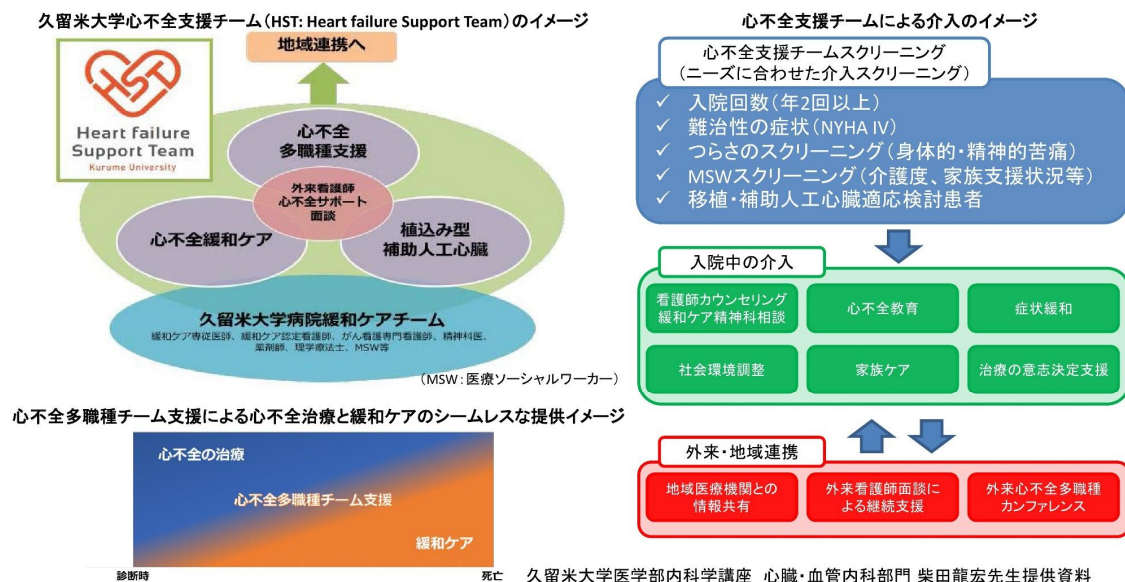 久留米大学心不全支援チーム(HST: Heart failure Support Team)のイメージ
地域連携へ
HST
Heart failure
Support Team
Kurume University
心不全
多職種支援
外来看護師
心不全サポート
面談
心不全緩和ケア
植込み型
補助人工心臓
久留米大学病院緩和ケアチーム
緩和ケア専従医師、緩和ケア認定看護師、がん看護専門看護師、精神科医、
薬剤師、理学療法士、MSW等
(MSW:医療ソーシャルワーカー)
心不全多職種チーム支援による心不全治療と緩和ケアのシームレスな提供イメージ
心不全の治療
心不全多職種チーム支援
緩和ケア
診断時
死亡
心不全支援チームによる介入のイメージ
心不全支援チームスクリーニング
(ニーズに合わせた介入スクリーニング)
✓ 入院回数(年2回以上)
✓ 難治性の症状(NYHA IV)
✓ つらさのスクリーニング(身体的・精神的苦痛)
✓ MSWスクリーニング(介護度、家族支援状況等)
✓ 移植・補助人工心臓適応検討患者
入院中の介入
看護師カウンセリング
緩和ケア精神科相談
心不全教育
症状緩和
社会環境調整
家族ケア
治療の意志決定支援
外来・地域連携
地域医療機関との
情報共有
外来看護師面談に
よる継続支援
外来心不全多職種
カンファレンス
久留米大学医学部内科学講座 心臓・血管内科部門 柴田龍宏先生提供資料